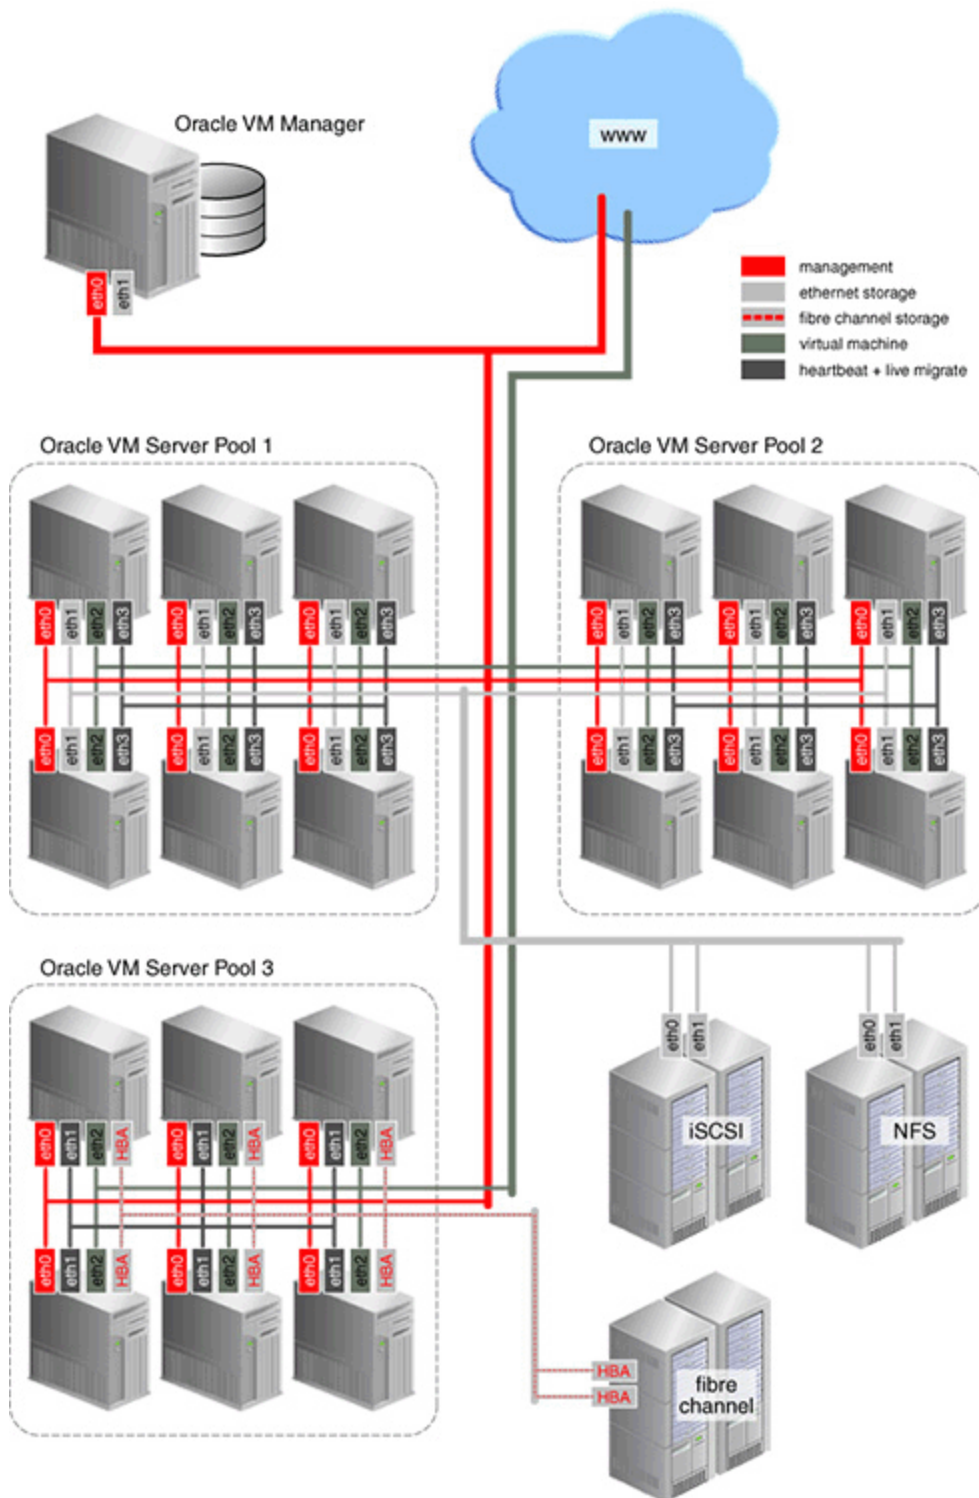 Oracle VM Manager
www
eth0 eth1
management
ethernet storage
fibre channel storage
virtual machine
heartbeat + live migrate
Oracle VM Server Pool 1
eth0 eth1 eth2 eth3 eth0 eth1 eth2 eth3 eth0 eth1 eth2 eth3
eth0 eth1 eth2 eth3 eth0 eth1 eth2 eth3 eth0 eth1 eth2 eth3
Oracle VM Server Pool 2
eth0 eth1 eth2 eth3 eth0 eth1 eth2 eth3 eth0 eth1 eth2 eth3
eth0 eth1 eth2 eth3 eth0 eth1 eth2 eth3 eth0 eth1 eth2 eth3
Oracle VM Server Pool 3
eth0 eth1 eth2 HBA eth0 eth1 eth2 HBA eth0 eth1 eth2 HBA
eth0 eth1 eth2 HBA eth0 eth1 eth2 HBA eth0 eth1 eth2 HBA
eth0 eth1
iSCSI
eth0 eth1
NFS
HBA
HBA
fibre
channel